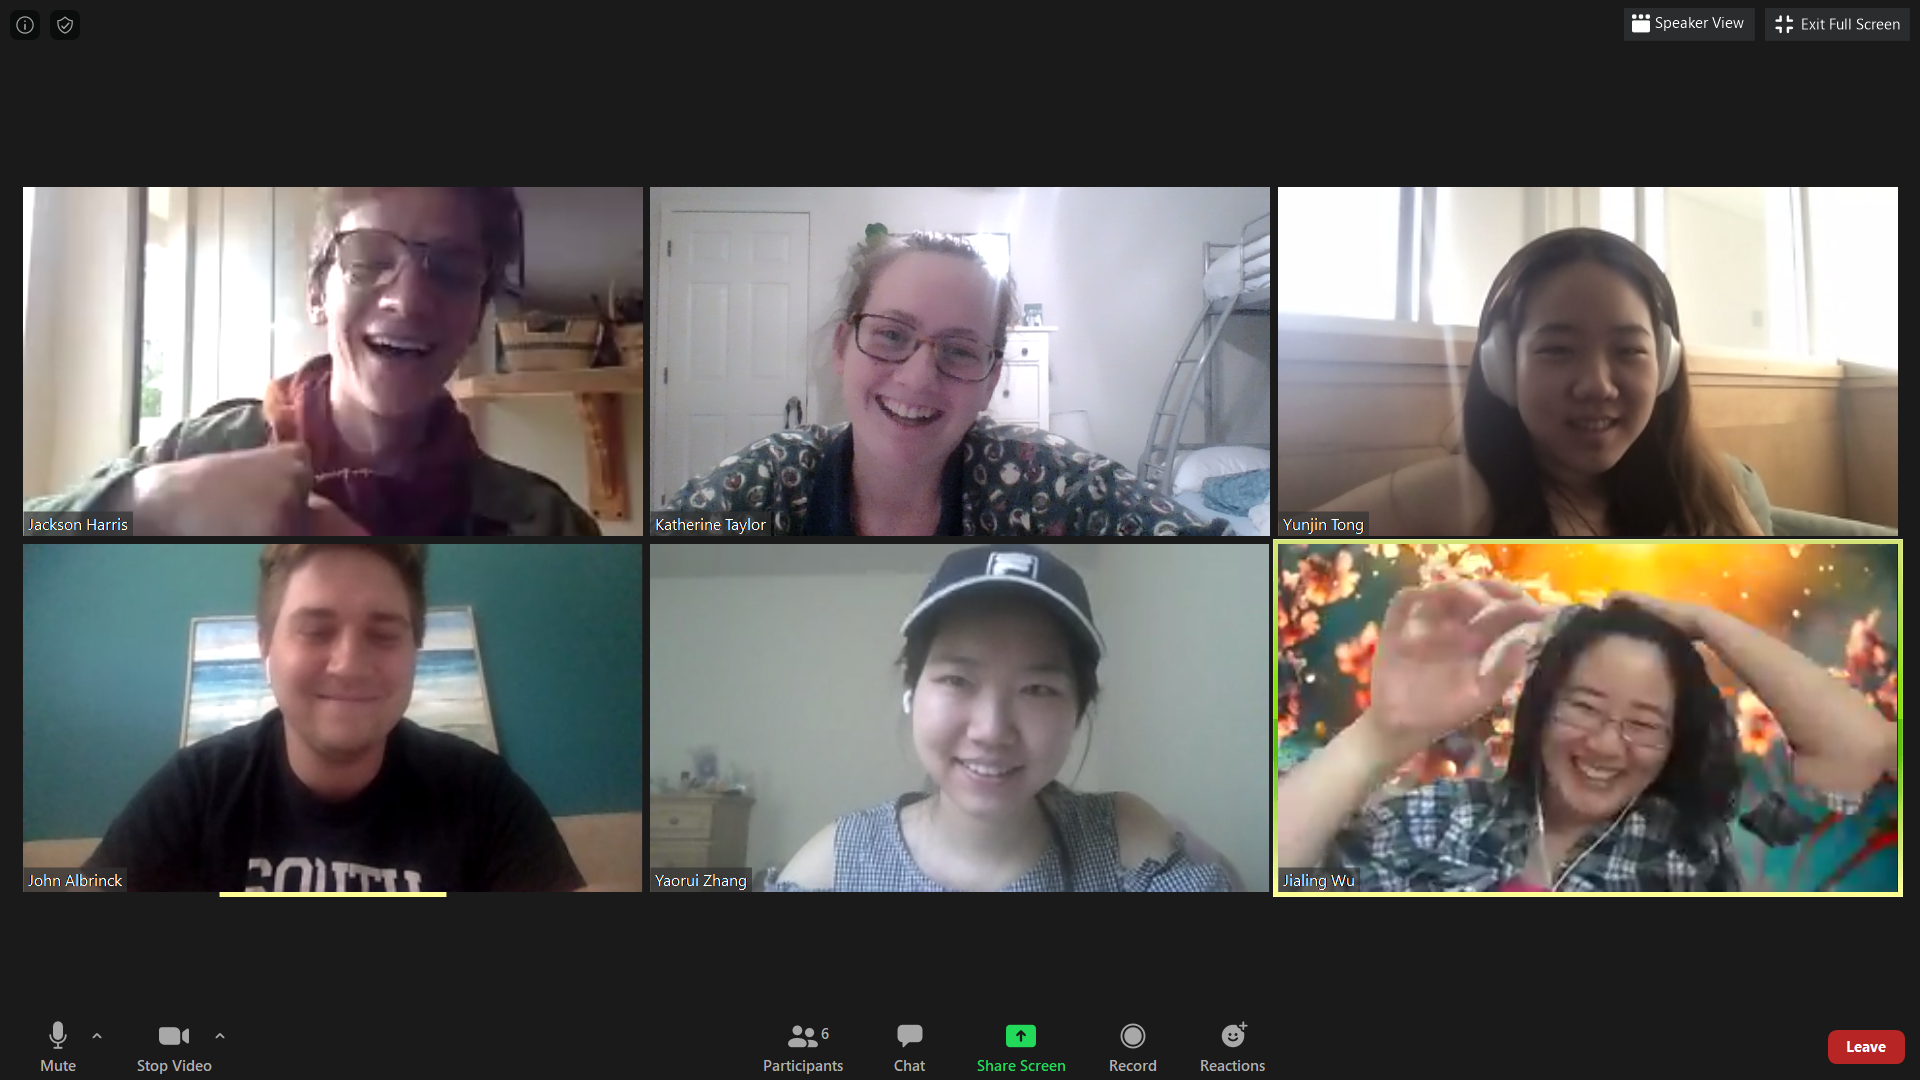 Speaker View
Exit Full Screen
Jackson Harris
Katherine Taylor
Yunjin Tong
John Albrinck
SOUTH
Yaorui Zhang
Jialing Wu
Mute
Stop Video
6
Participants
Chat
Share Screen
Record
Reactions
Leave